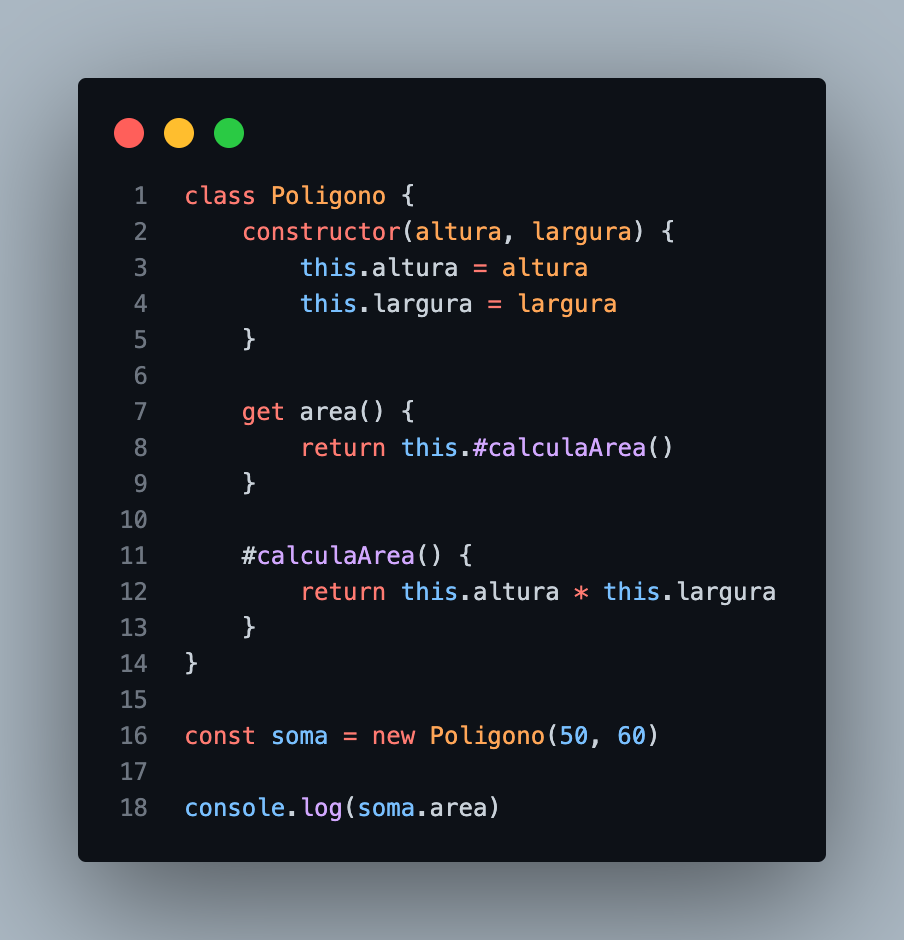 1 class Poligono {
2     constructor(altura, largura) {
3         this.altura = altura
4         this.largura = largura
5     }
6
7     get area() {
8         return this.#calculaArea()
9     }
10
11     #calculaArea() {
12         return this.altura * this.largura
13     }
14 }
15
16 const soma = new Poligono(50, 60)
17
18 console.log(soma.area)